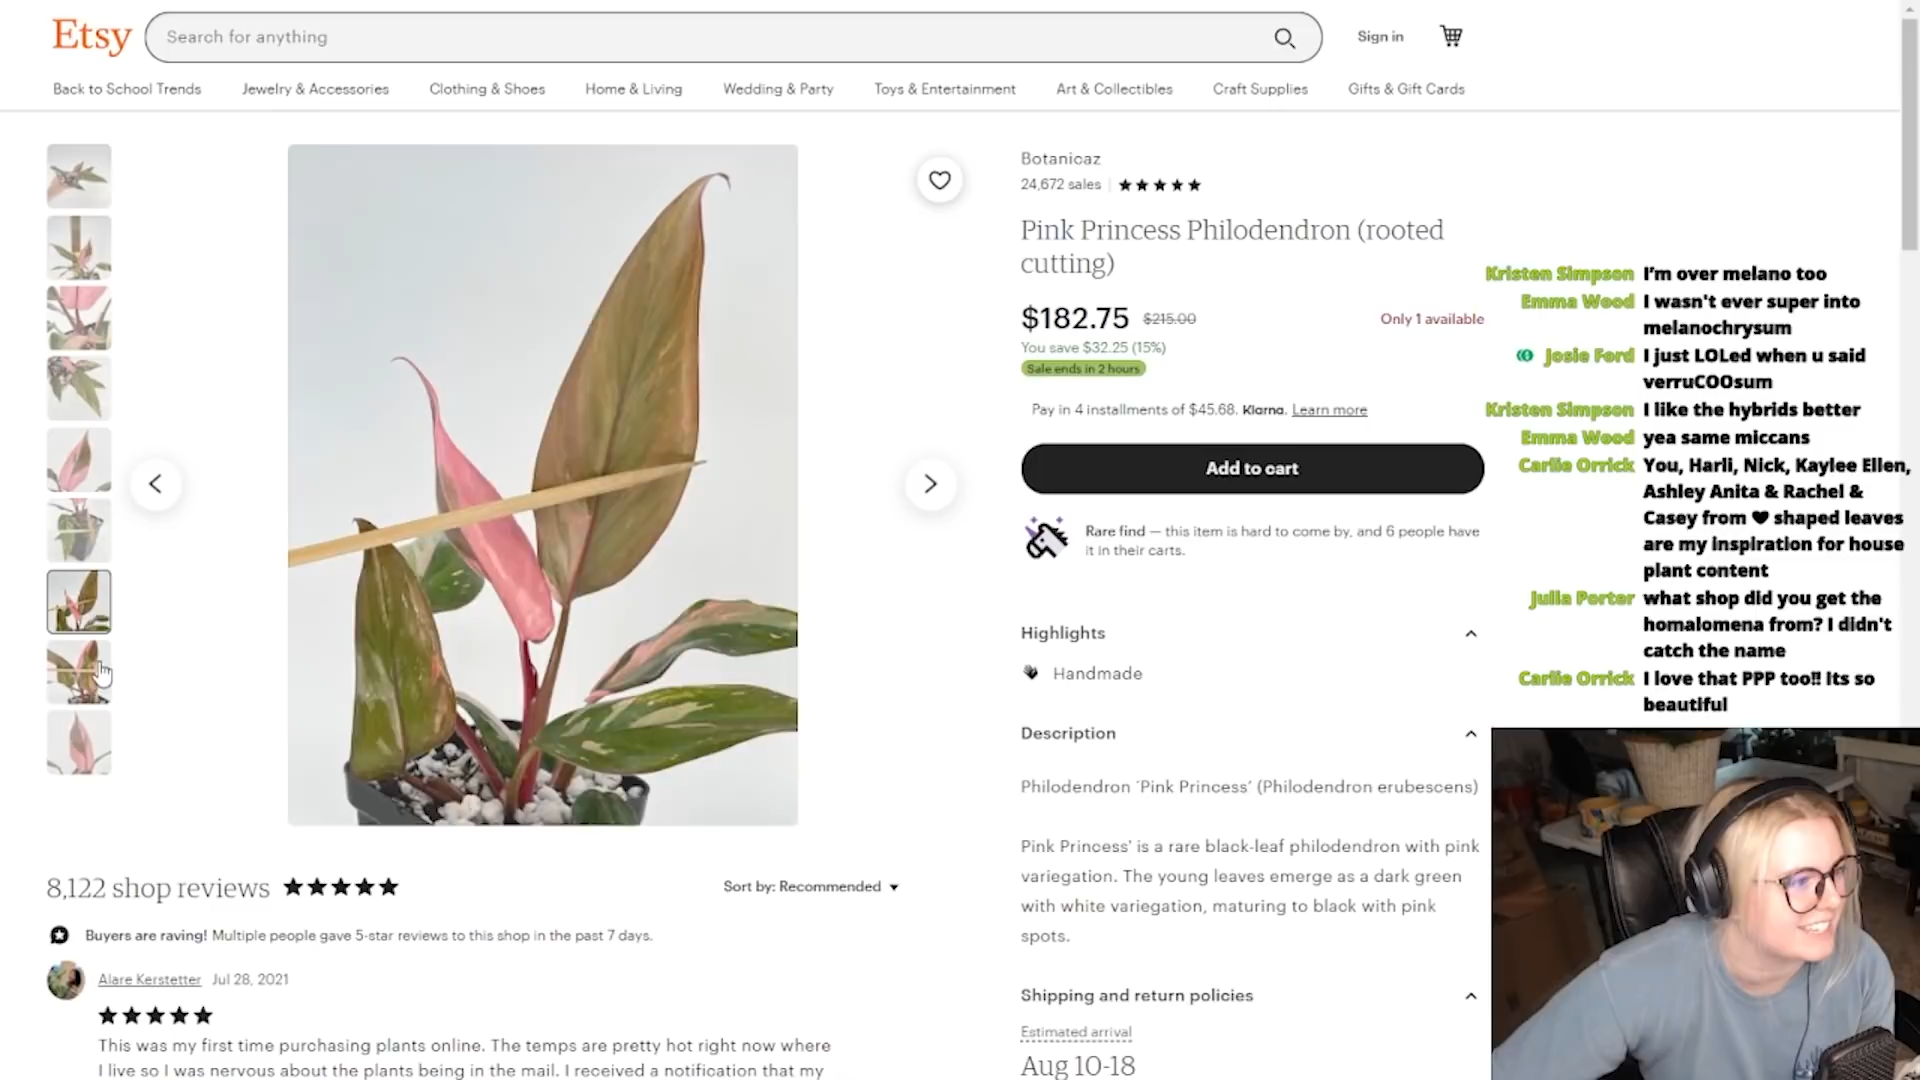 Etsy
Search for anything
Sign in
Back to School Trends
Jewelry & Accessories
Clothing & Shoes
Home & Living
Wedding & Party
Toys & Entertainment
Art & Collectibles
Craft Supplies
Gifts & Gift Cards
Botanicaz
24,672 sales
Pink Princess Philodendron (rooted
cutting)
$182.75 $215.00
Only 1 available
You save $32.25 (15%)
Sale ends in 2 hours
Pay in 4 installments of $45.68. Klarna. Learn more
Add to cart
Rare find — this item is hard to come by, and 6 people have
it in their carts.
Highlights
Handmade
Description
Philodendron ‘Pink Princess’ (Philodendron erubescens)
Pink Princess' is a rare black-leaf philodendron with pink
variegation. The young leaves emerge as a dark green
with white variegation, maturing to black with pink
spots.
Shipping and return policies
Estimated arrival
Aug 10-18
8,122 shop reviews
Sort by: Recommended
Buyers are raving! Multiple people gave 5-star reviews to this shop in the past 7 days.
Alare Kerstetter Jul 28, 2021
This was my first time purchasing plants online. The temps are pretty hot right now where
I live so I was nervous about the plants being in the mail. I received a notification that my
Kristen Simpson I’m over melano too
Emma Wood I wasn't ever super into
melanochrysum
Josie Ford I just LOLed when u said
verruCOOsum
Kristen Simpson I like the hybrids better
Emma Wood yea same miccans
Carlie Orrick You, Harli, Nick, Kaylee Ellen,
Ashley Anita & Rachel &
Casey from ♥ shaped leaves
are my inspiration for house
plant content
Julia Porter what shop did you get the
homalomena from? I didn't
catch the name
Carlie Orrick I love that PPP too!! Its so
beautiful